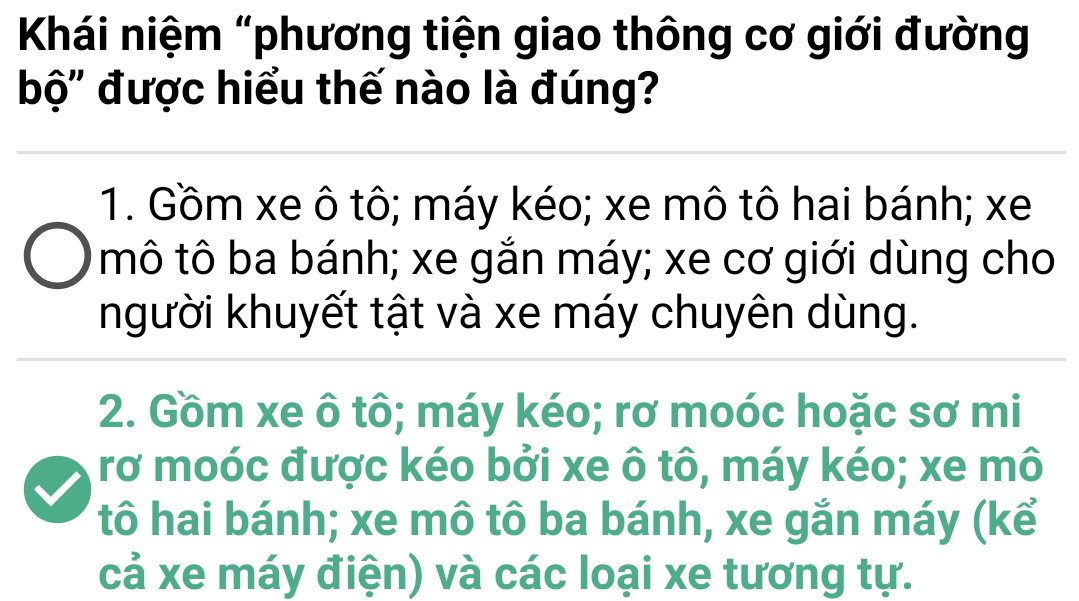 Khái niệm “phương tiện giao thông cơ giới đường
bộ” được hiểu thế nào là đúng?
1. Gồm xe ô tô; máy kéo; xe mô tô hai bánh; xe
mô tô ba bánh; xe gắn máy; xe cơ giới dùng cho
người khuyết tật và xe máy chuyên dùng.
2. Gồm xe ô tô; máy kéo; rơ moóc hoặc sơ mi
rơ moóc được kéo bởi xe ô tô, máy kéo; xe mô
tô hai bánh; xe mô tô ba bánh, xe gắn máy (kể
cả xe máy điện) và các loại xe tương tự.